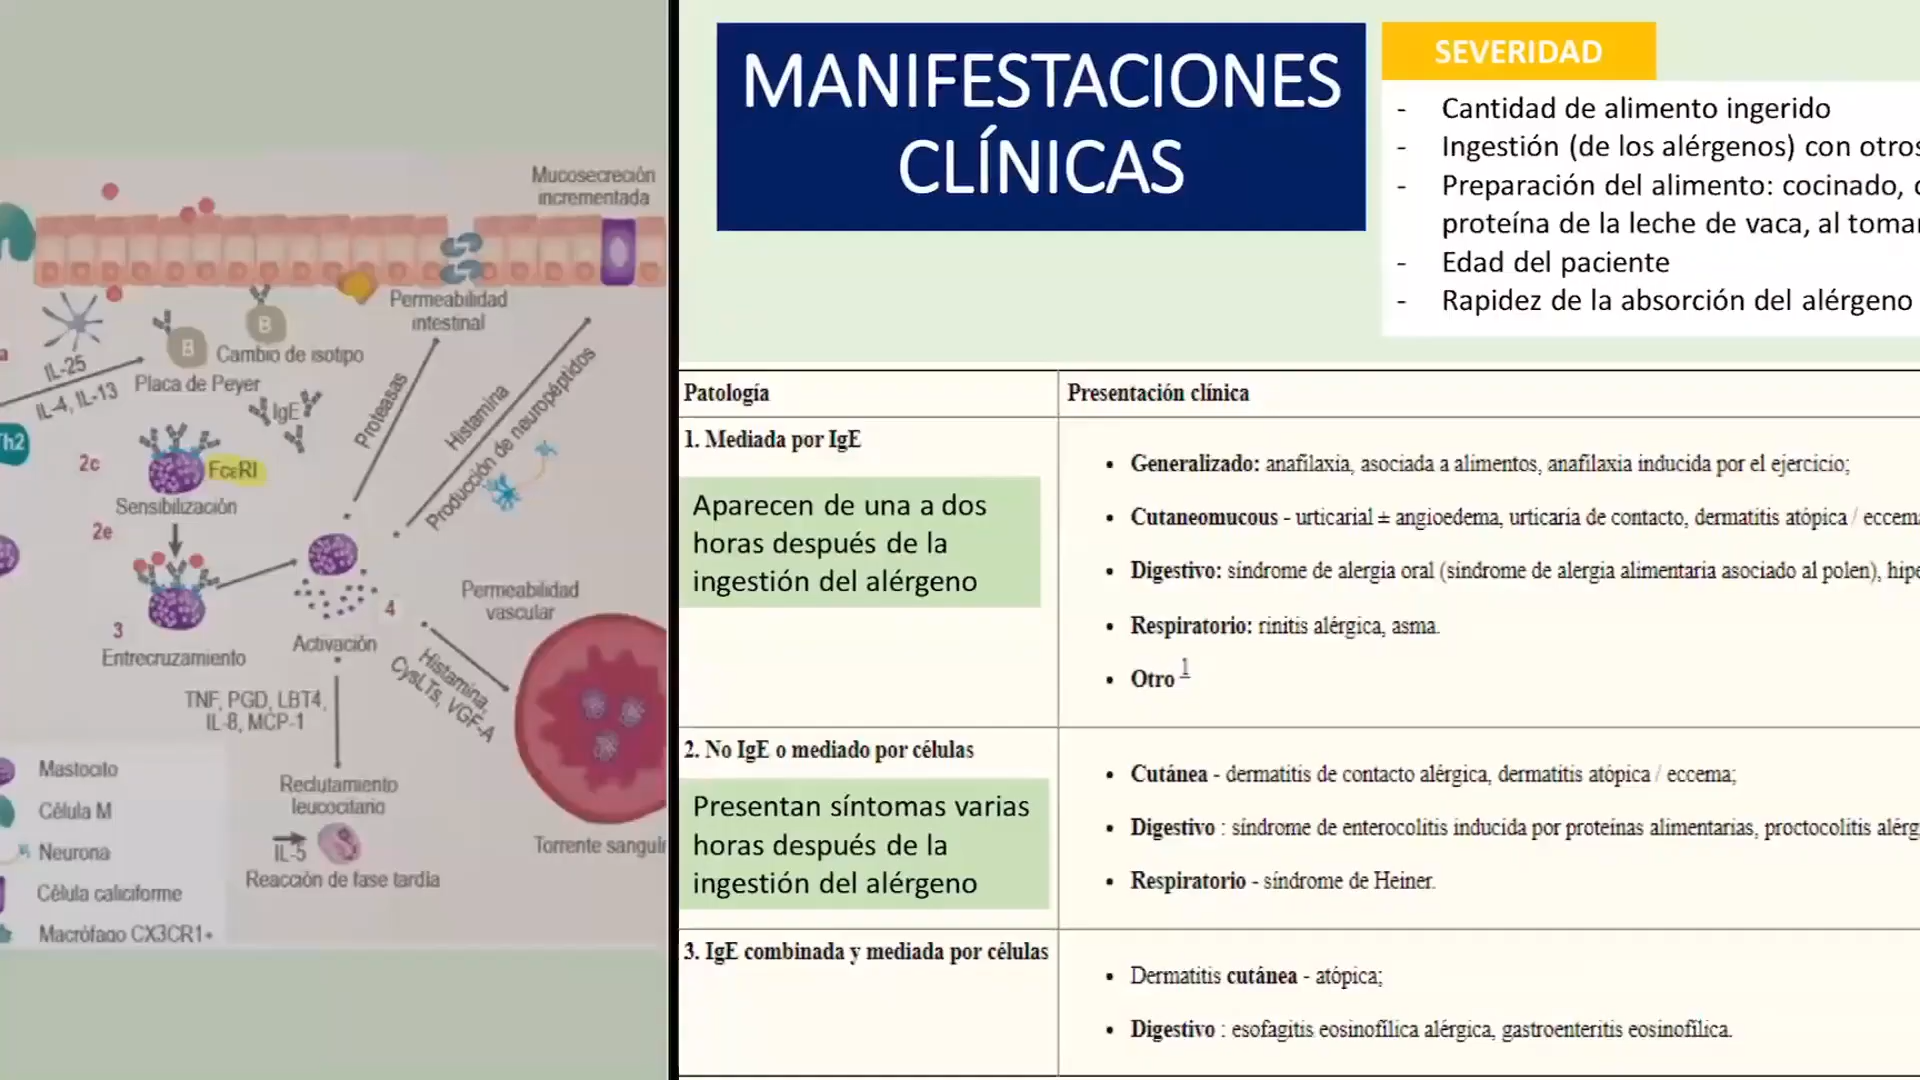 Mucosecreción
incrementada
Permeabilidad
intestinal
B
B
Cambio de isotipo
Placa de Peyer
IL-25
IL-4, IL-13
IgE
Th2
2c
FcεRI
Sensibilización
2e
Proteasas
Histamina
Producción de neuropéptidos
3
Entrecruzamiento
Activación
4
Permeabilidad
vascular
Histamina,
CysLTs, VGF-A
TNF, PGD, LBT4,
IL-8, MCP-1
Reclutamiento
leucocitario
IL-5
Reacción de fase tardía
Torrente sanguí
Mastocito
Célula M
Neurona
Célula caliciforme
Macrófago CX3CR1+
MANIFESTACIONES
CLÍNICAS
SEVERIDAD
- Cantidad de alimento ingerido
- Ingestión (de los alérgenos) con otros
- Preparación del alimento: cocinado,
proteína de la leche de vaca, al tomar
- Edad del paciente
- Rapidez de la absorción del alérgeno
Patología
Presentación clínica
1. Mediada por IgE
Aparecen de una a dos
horas después de la
ingestión del alérgeno
• Generalizado: anafilaxia, asociada a alimentos, anafilaxia inducida por el ejercicio;
• Cutaneomucous - urticarial ± angioedema, urticaria de contacto, dermatitis atópica / eccema
• Digestivo: síndrome de alergia oral (síndrome de alergia alimentaria asociado al polen), hipe
• Respiratorio: rinitis alérgica, asma.
• Otro 1
2. No IgE o mediado por células
Presentan síntomas varias
horas después de la
ingestión del alérgeno
• Cutánea - dermatitis de contacto alérgica, dermatitis atópica / eccema;
• Digestivo : síndrome de enterocolitis inducida por proteínas alimentarias, proctocolitis alérg
• Respiratorio - síndrome de Heiner.
3. IgE combinada y mediada por células
• Dermatitis cutánea - atópica;
• Digestivo : esofagitis eosinofílica alérgica, gastroenteritis eosinofílica.